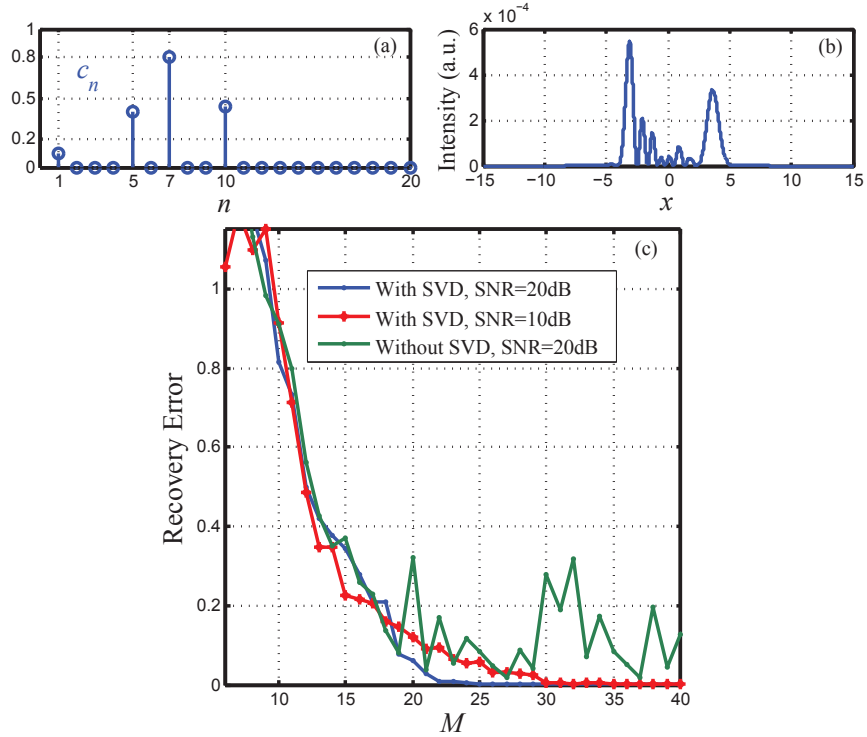 (a)
c_n
1
0.8
0.5
0.2
0
1 5 7 10 20
n
× 10⁻⁴
(b)
Intensity (a.u.)
6
4
2
0
−15 −10 −5 0 5 10 15
x
(c)
With SVD, SNR=20dB
With SVD, SNR=10dB
Without SVD, SNR=20dB
Recovery Error
1
0.8
0.6
0.4
0.2
0
10 15 20 25 30 35 40
M